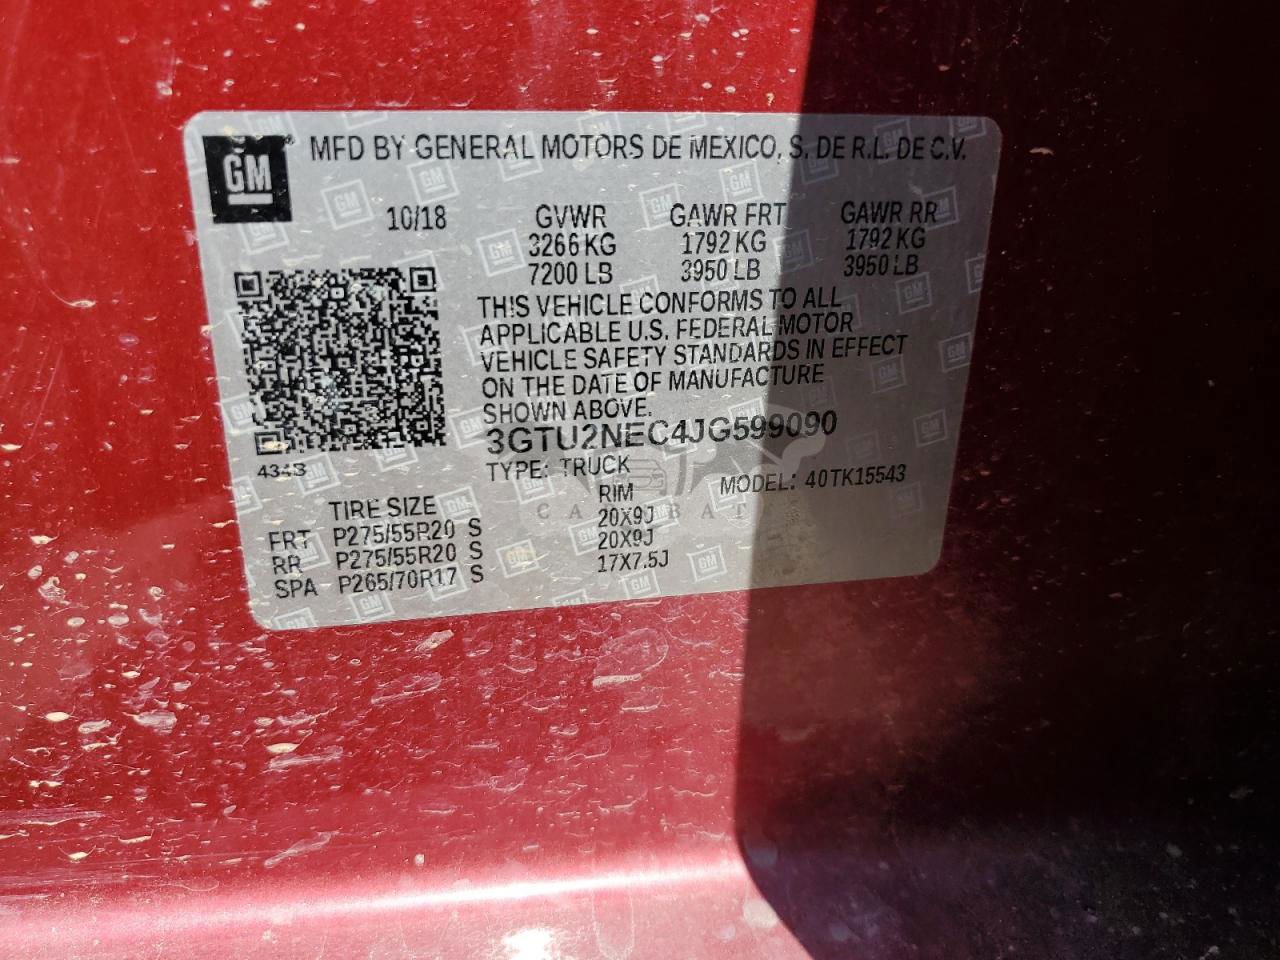 GM
MFD BY GENERAL MOTORS DE MEXICO, S. DE R.L. DE C.V.
10/18 GVWR GAWR FRT GAWR RR
3266 KG 1792 KG 1792 KG
7200 LB 3950 LB 3950 LB
THIS VEHICLE CONFORMS TO ALL
APPLICABLE U.S. FEDERAL MOTOR
VEHICLE SAFETY STANDARDS IN EFFECT
ON THE DATE OF MANUFACTURE
SHOWN ABOVE.
3GTU2NEC4JG599090
434B
TYPE: TRUCK MODEL: 40TK15543
TIRE SIZE RIM
FRT P275/55R20 S 20X9J
RR P275/55R20 S 20X9J
SPA P265/70R17 S 17X7.5J